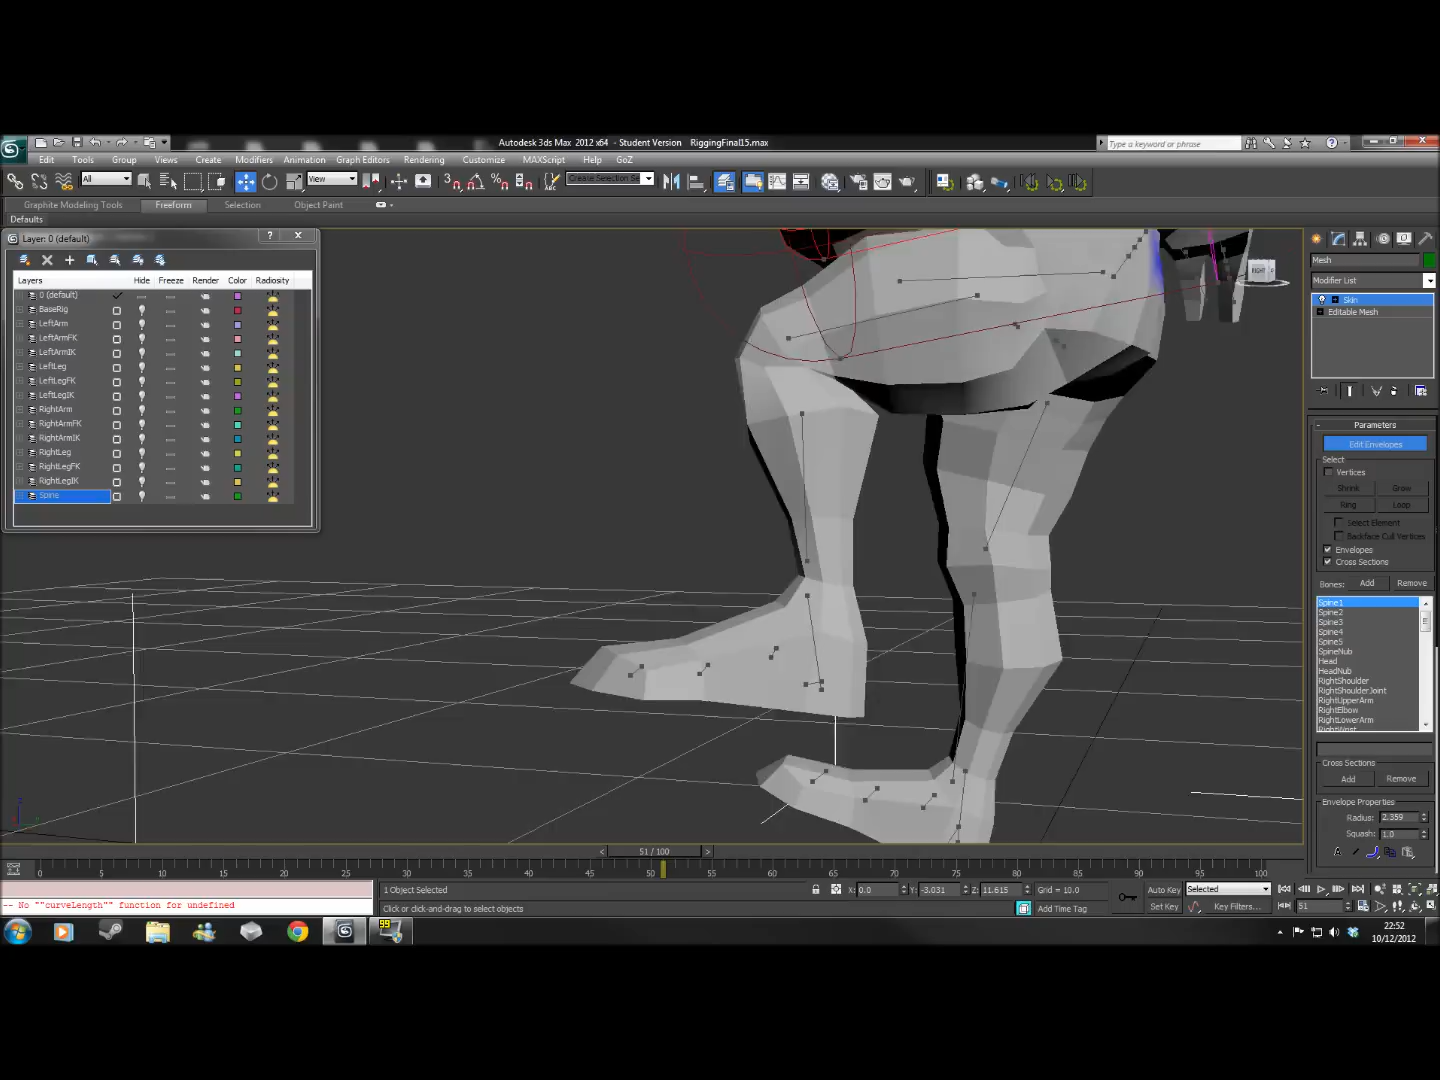 Autodesk 3ds Max 2012 x64 - Student Version RiggingFinal15.max
Type a keyword or phrase
Edit Tools Group Views Create Modifiers Animation Graph Editors Rendering Customize MAXScript Help GoZ
All View Create Selection Se
Graphite Modeling Tools Freeform Selection Object Paint
Defaults
Layer: 0 (default)
Layers Hide Freeze Render Color Radiosity
0 (default)
BaseRig
LeftArm
LeftArmFK
LeftArmIK
LeftLeg
LeftLegFK
LeftLegIK
RightArm
RightArmFK
RightArmIK
RightLeg
RightLegFK
RightLegIK
Spine
RIGHT
Mesh
Modifier List
Skin
Editable Mesh
Parameters
Edit Envelopes
Select
Vertices
Shrink Grow
Ring Loop
Select Element
Backface Cull Vertices
Envelopes
Cross Sections
Bones: Add Remove
Spine1
Spine2
Spine3
Spine4
Spine5
SpineNub
Head
HeadNub
RightShoulder
RightShoulderJoint
RightUpperArm
RightElbow
RightLowerArm
RightWrist
Cross Sections
Add Remove
Envelope Properties
Radius: 2.359
Squash: 1.0
< 51 / 100 >
0 5 10 15 20 25 30 35 40 45 50 55 60 65 70 75 80 85 90 95 100
1 Object Selected X: 0.0 Y: -3.031 Z: 11.615 Grid = 10.0 Auto Key Selected
-- No ""curveLength"" function for undefined
Click or click-and-drag to select objects Add Time Tag Set Key Key Filters... 51
99
22:52
10/12/2012